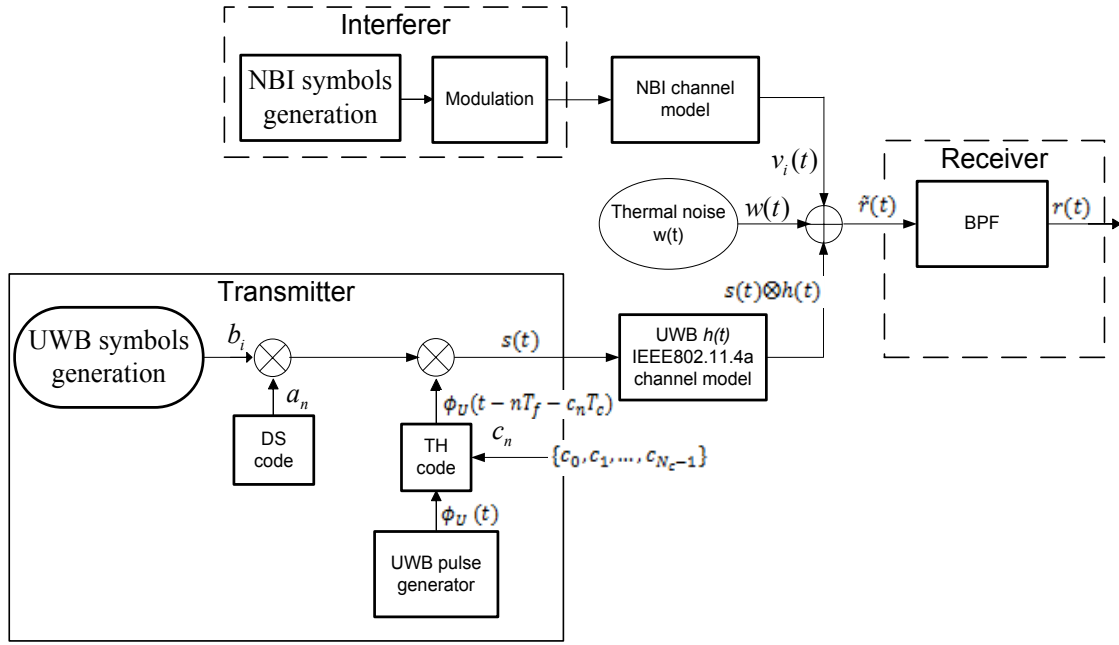 Interferer
NBI symbols
generation
Modulation
NBI channel
model
v_i(t)
Receiver
Thermal noise
w(t)
w(t)
r̃(t)
BPF
r(t)
s(t)⊗h(t)
Transmitter
UWB symbols
generation
b_i
s(t)
UWB h(t)
IEEE802.11.4a
channel model
a_n
ϕ_U(t − nT_f − c_nT_c)
DS
code
TH
code
c_n
{c_0, c_1, ..., c_{N_c−1}}
ϕ_U (t)
UWB pulse
generator